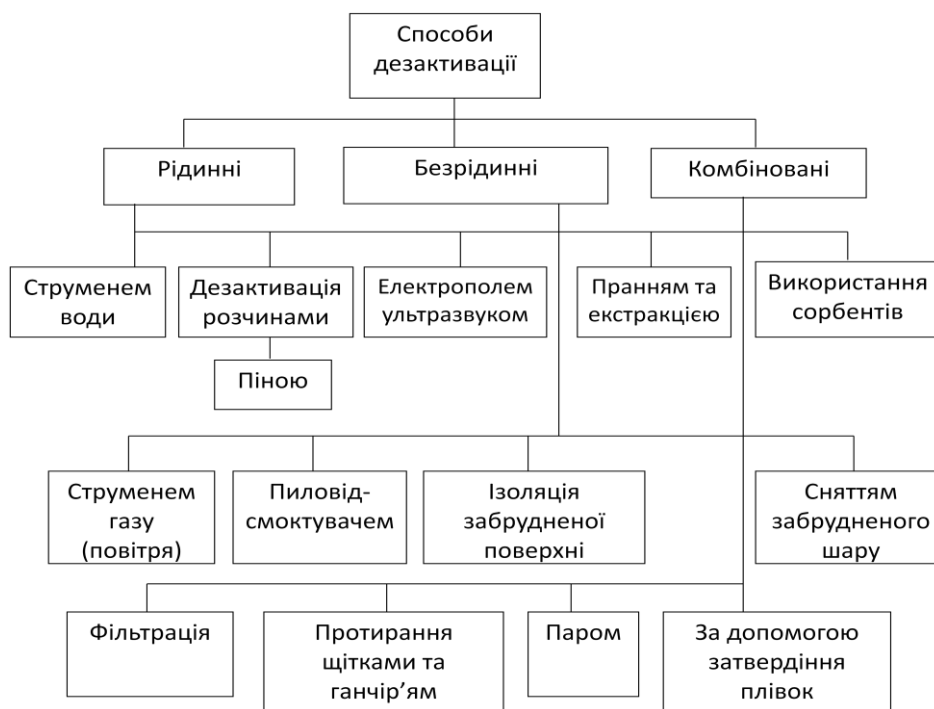 Способи
дезактивації
Рідинні
Безрідинні
Комбіновані
Струменем
води
Дезактивація
розчинами
Електрополем
ультразвуком
Пранням та
екстракцією
Використання
сорбентів
Піною
Струменем
газу
(повітря)
Пиловід-
смоктувачем
Ізоляція
забрудненої
поверхні
Сняттям
забрудненого
шару
Фільтрація
Протирання
щітками та
ганчір’ям
Паром
За допомогою
затвердіння
плівок